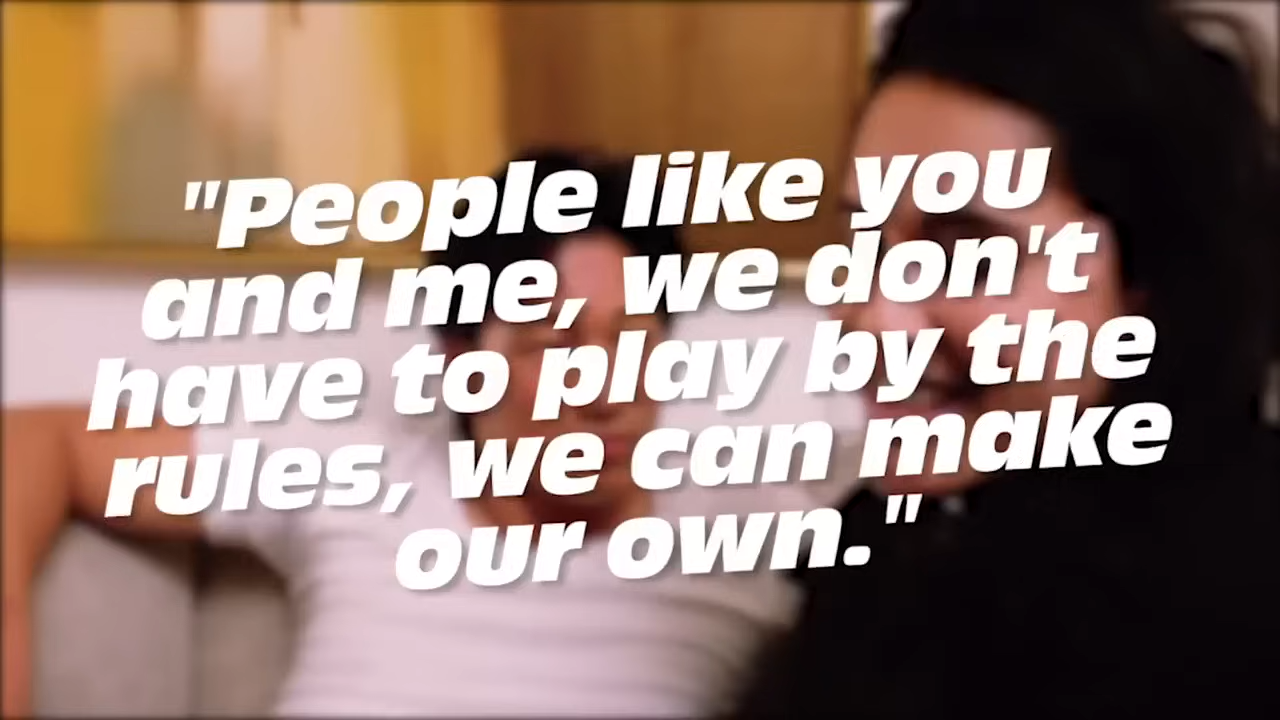 "People like you
and me, we don't
have to play by the
rules, we can make
our own."